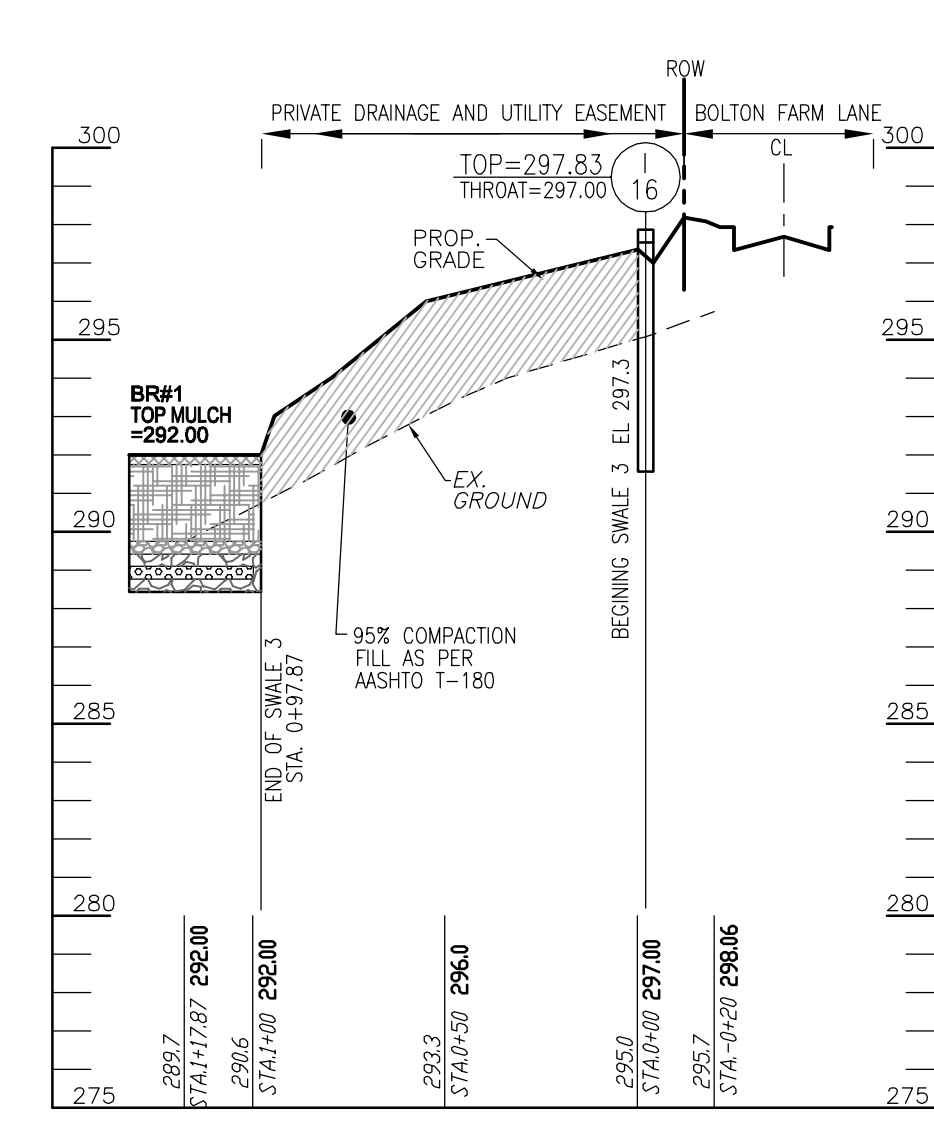 ROW
PRIVATE DRAINAGE AND UTILITY EASEMENT
BOLTON FARM LANE
300
300
CL
TOP=297.83
THROAT=297.00
I
16
PROP.
GRADE
295
295
BR#1
TOP MULCH
=292.00
BEGINING SWALE 3 EL 297.3
EX.
GROUND
290
290
95% COMPACTION
FILL AS PER
AASHTO T-180
END OF SWALE 3
STA. 0+97.87
285
285
280
280
289.7
STA.1+17.87 292.00
290.6
STA.1+00 292.00
293.3
STA.0+50 296.0
295.0
STA.0+00 297.00
295.7
STA.-0+20 298.06
275
275